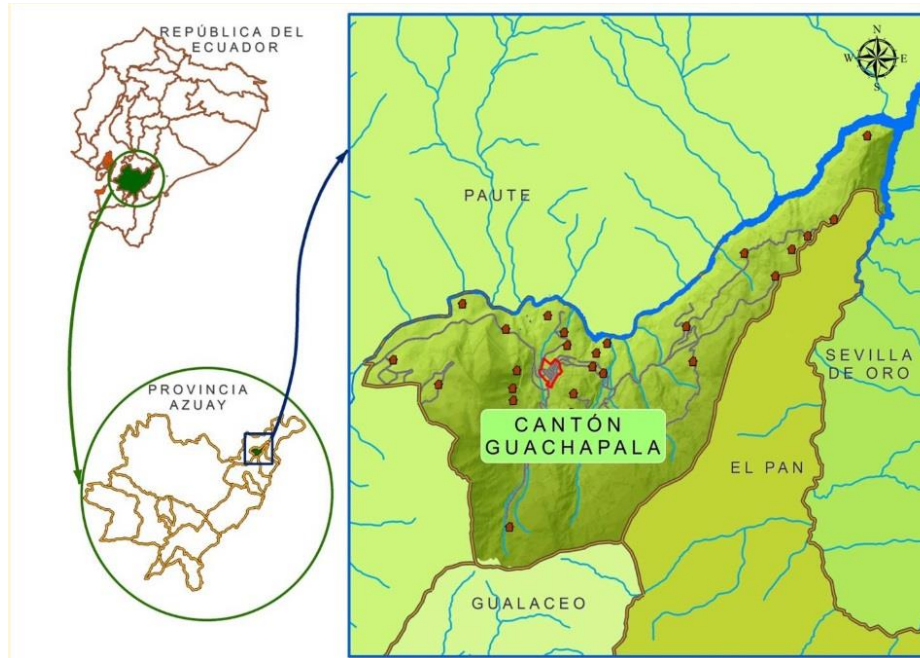 REPÚBLICA DEL
ECUADOR
PROVINCIA
AZUAY
N
W
E
S
PAUTE
SEVILLA
DE ORO
CANTÓN
GUACHAPALA
EL PAN
GUALACEO